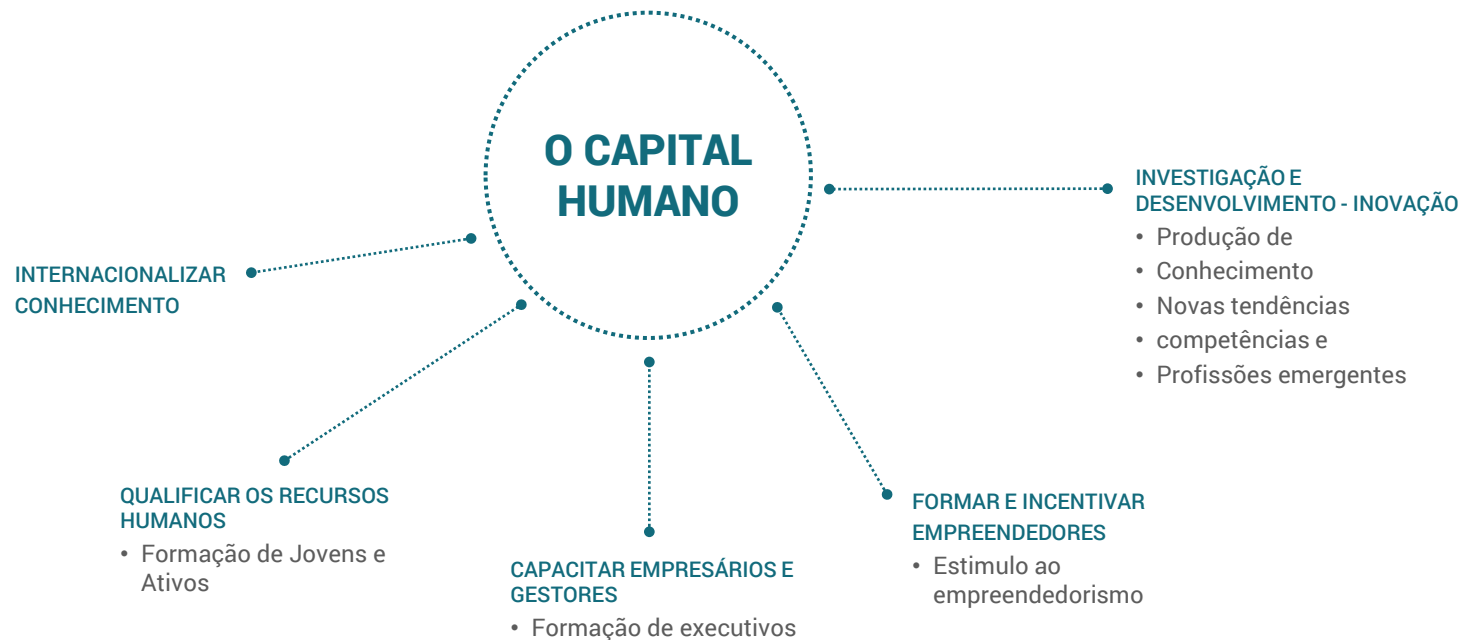 O CAPITAL
HUMANO
INTERNACIONALIZAR
CONHECIMENTO
QUALIFICAR OS RECURSOS
HUMANOS
• Formação de Jovens e
Ativos
CAPACITAR EMPRESÁRIOS E
GESTORES
• Formação de executivos
FORMAR E INCENTIVAR
EMPREENDEDORES
• Estimulo ao
empreendedorismo
INVESTIGAÇÃO E
DESENVOLVIMENTO - INOVAÇÃO
• Produção de
• Conhecimento
• Novas tendências
• competências e
• Profissões emergentes